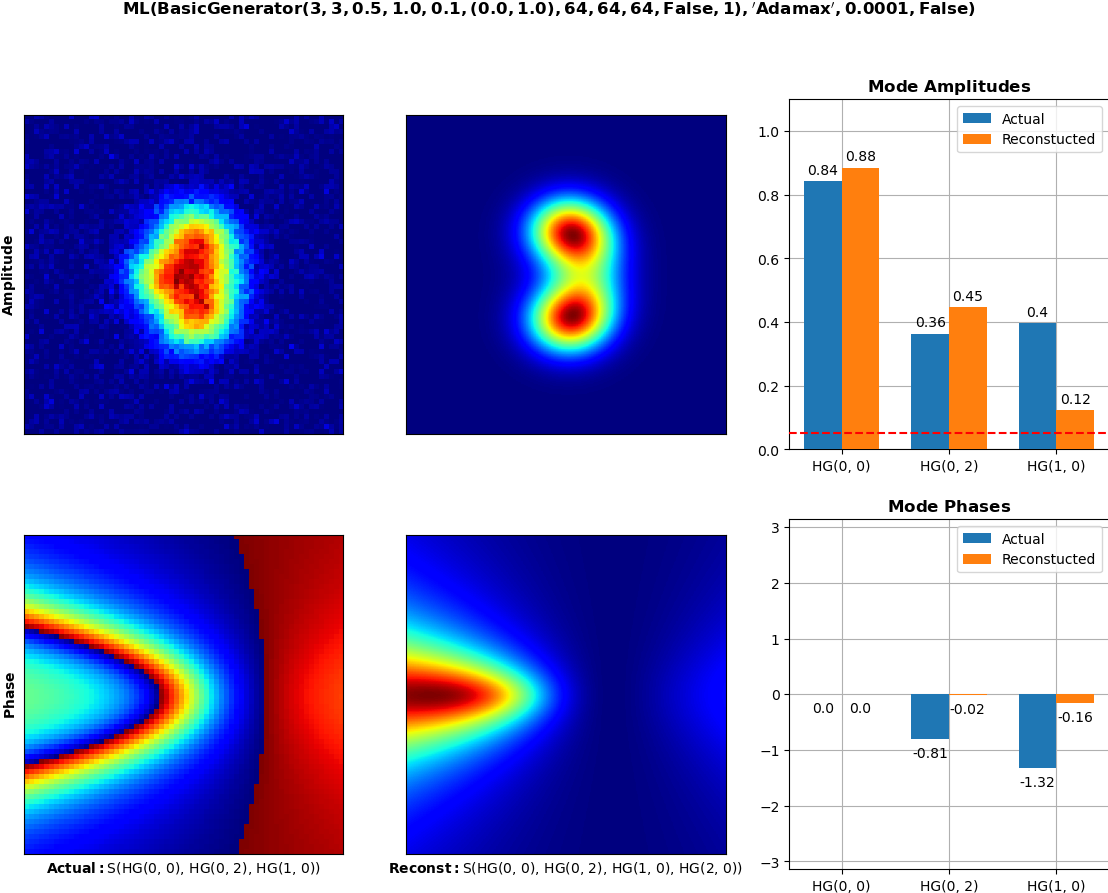 ML(BasicGenerator(3, 3, 0.5, 1.0, 0.1, (0.0, 1.0), 64, 64, 64, False, 1), 'Adamax', 0.0001, False)
Amplitude
Mode Amplitudes
Actual
Reconstucted
1.0
0.8
0.6
0.4
0.2
0.0
0.84
0.88
0.36
0.45
0.4
0.12
HG(0, 0)
HG(0, 2)
HG(1, 0)
Phase
Actual: S(HG(0, 0), HG(0, 2), HG(1, 0))
Reconst: S(HG(0, 0), HG(0, 2), HG(1, 0), HG(2, 0))
Mode Phases
Actual
Reconstucted
3
2
1
0
−1
−2
−3
0.0
0.0
-0.81
-0.02
-1.32
-0.16
HG(0, 0)
HG(0, 2)
HG(1, 0)